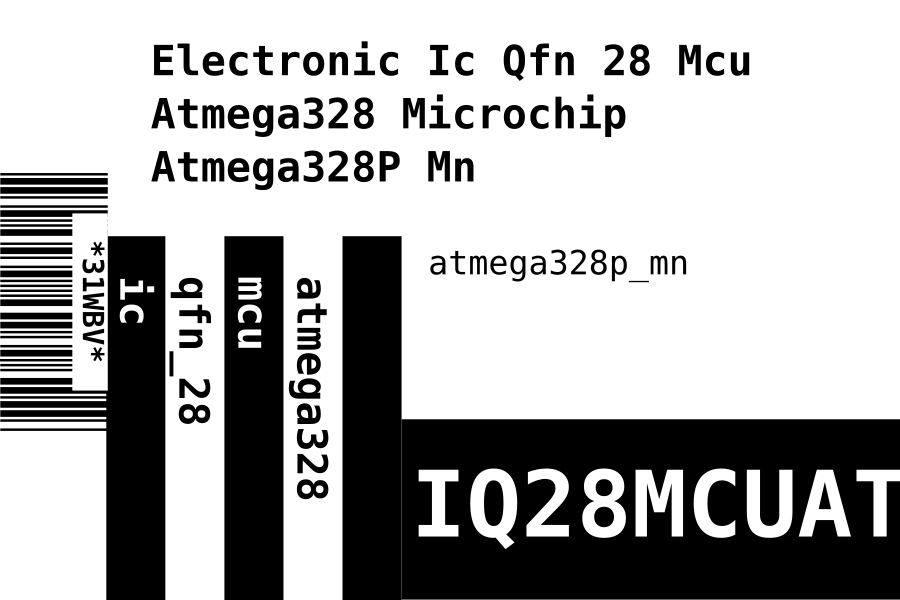 Electronic Ic Qfn 28 Mcu
Atmega328 Microchip
Atmega328P Mn
*31WBV*
ic
qfn_28
mcu
atmega328
atmega328p_mn
IQ28MCUAT